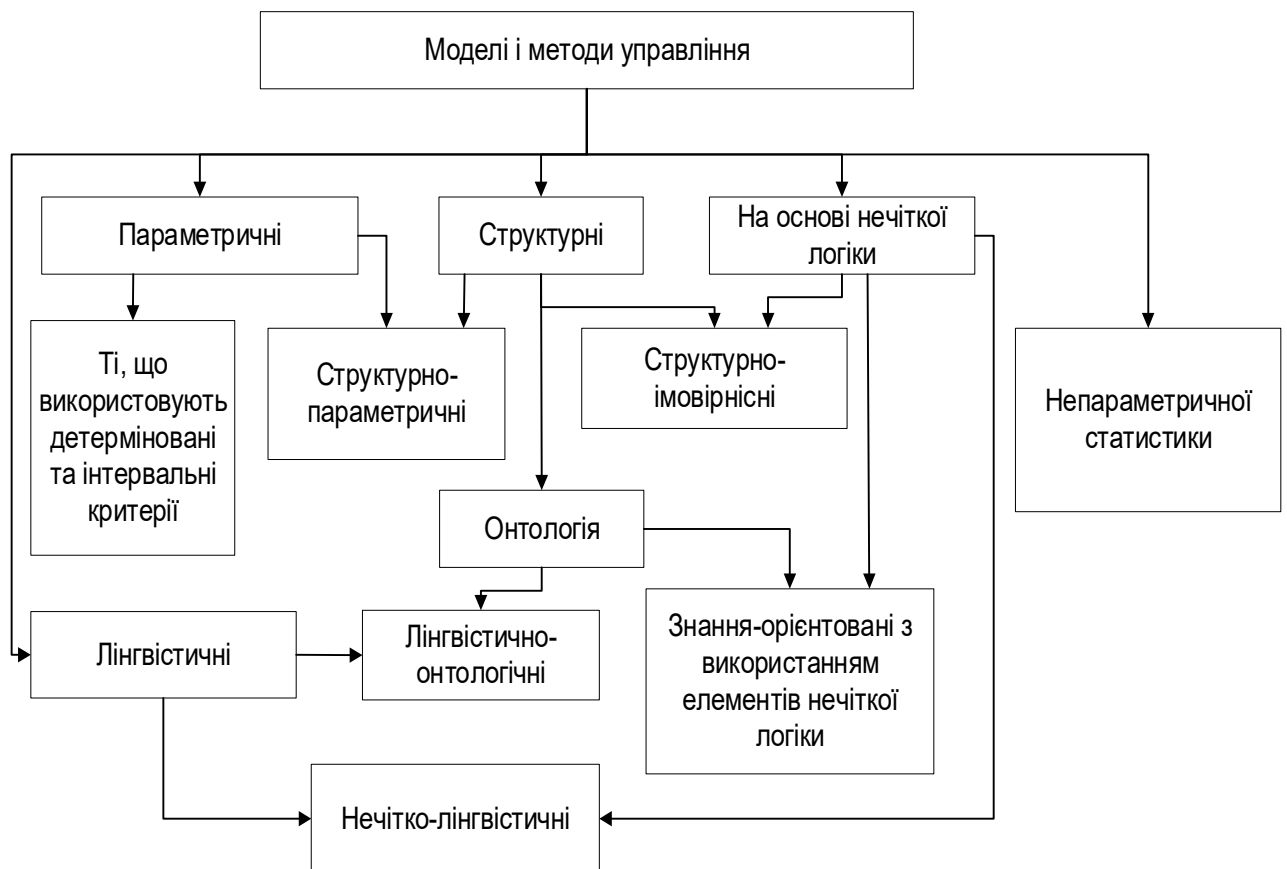 Моделі і методи управління
Параметричні
Структурні
На основі нечіткої
логіки
Ті, що
використовують
детерміновані
та інтервальні
критерії
Структурно-
параметричні
Структурно-
імовірнісні
Непараметричної
статистики
Онтологія
Лінгвістичні
Лінгвістично-
онтологічні
Знання-орієнтовані з
використанням
елементів нечіткої
логіки
Нечітко-лінгвістичні